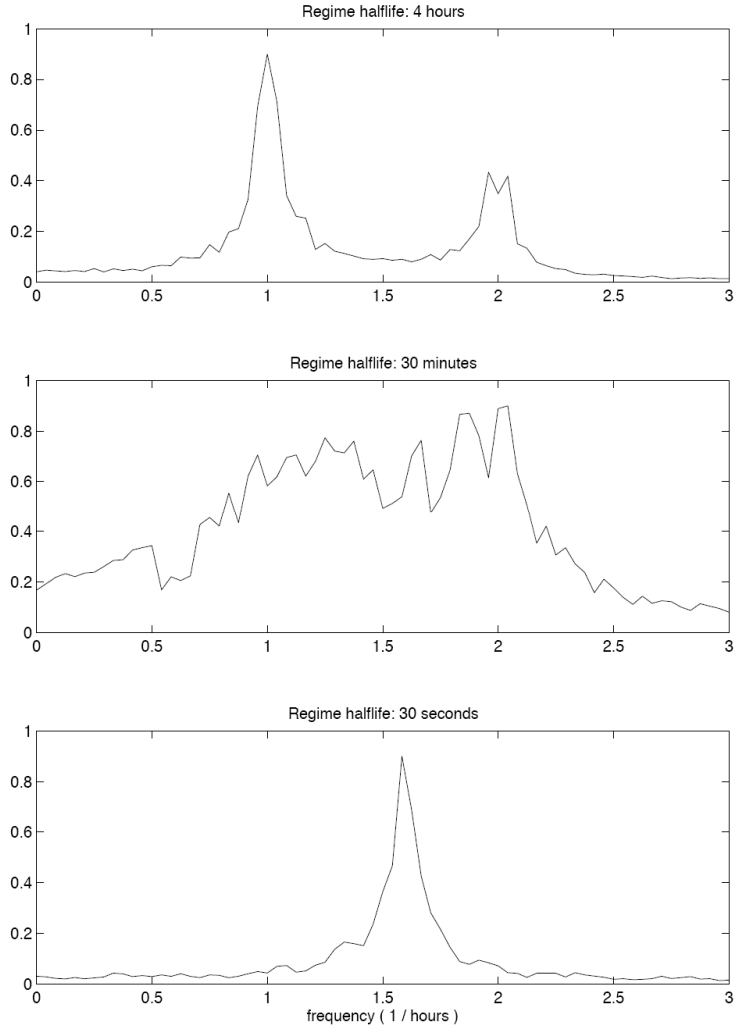 Regime halflife: 4 hours
1
0.8
0.6
0.4
0.2
0
0 0.5 1 1.5 2 2.5 3
Regime halflife: 30 minutes
1
0.8
0.6
0.4
0.2
0
0 0.5 1 1.5 2 2.5 3
Regime halflife: 30 seconds
1
0.8
0.6
0.4
0.2
0
0 0.5 1 1.5 2 2.5 3
frequency ( 1 / hours )